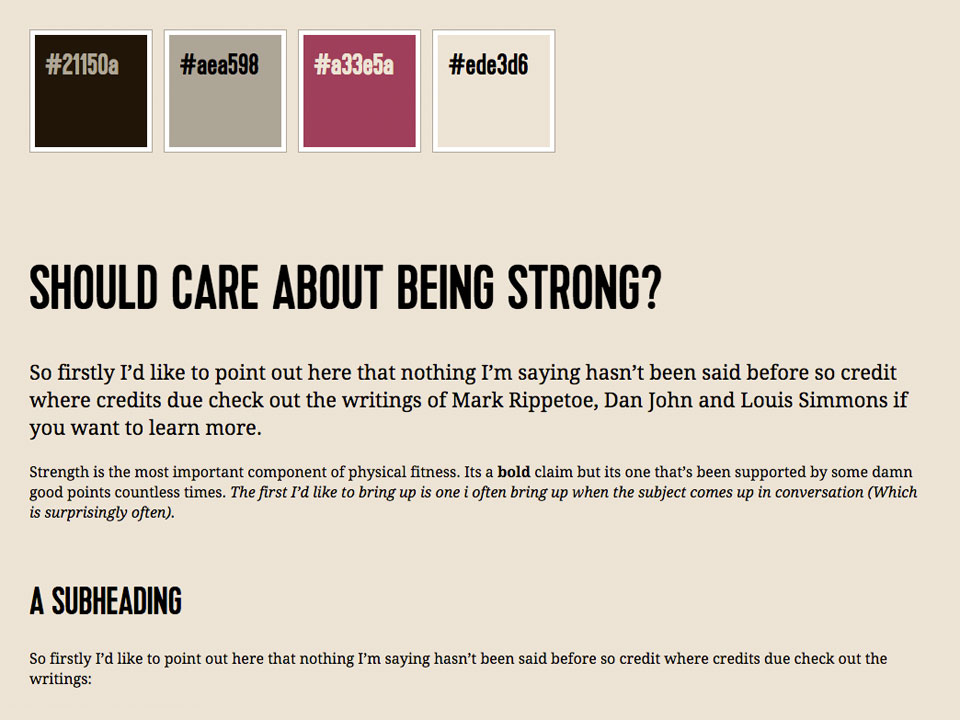 #21150a #aea598 #a33e5a #ede3d6
SHOULD CARE ABOUT BEING STRONG?
So firstly I’d like to point out here that nothing I’m saying hasn’t been said before so credit
where credits due check out the writings of Mark Rippetoe, Dan John and Louis Simmons if
you want to learn more.
Strength is the most important component of physical fitness. Its a bold claim but its one that’s been supported by some damn
good points countless times. The first I’d like to bring up is one i often bring up when the subject comes up in conversation (Which
is surprisingly often).
A SUBHEADING
So firstly I’d like to point out here that nothing I’m saying hasn’t been said before so credit where credits due check out the
writings: